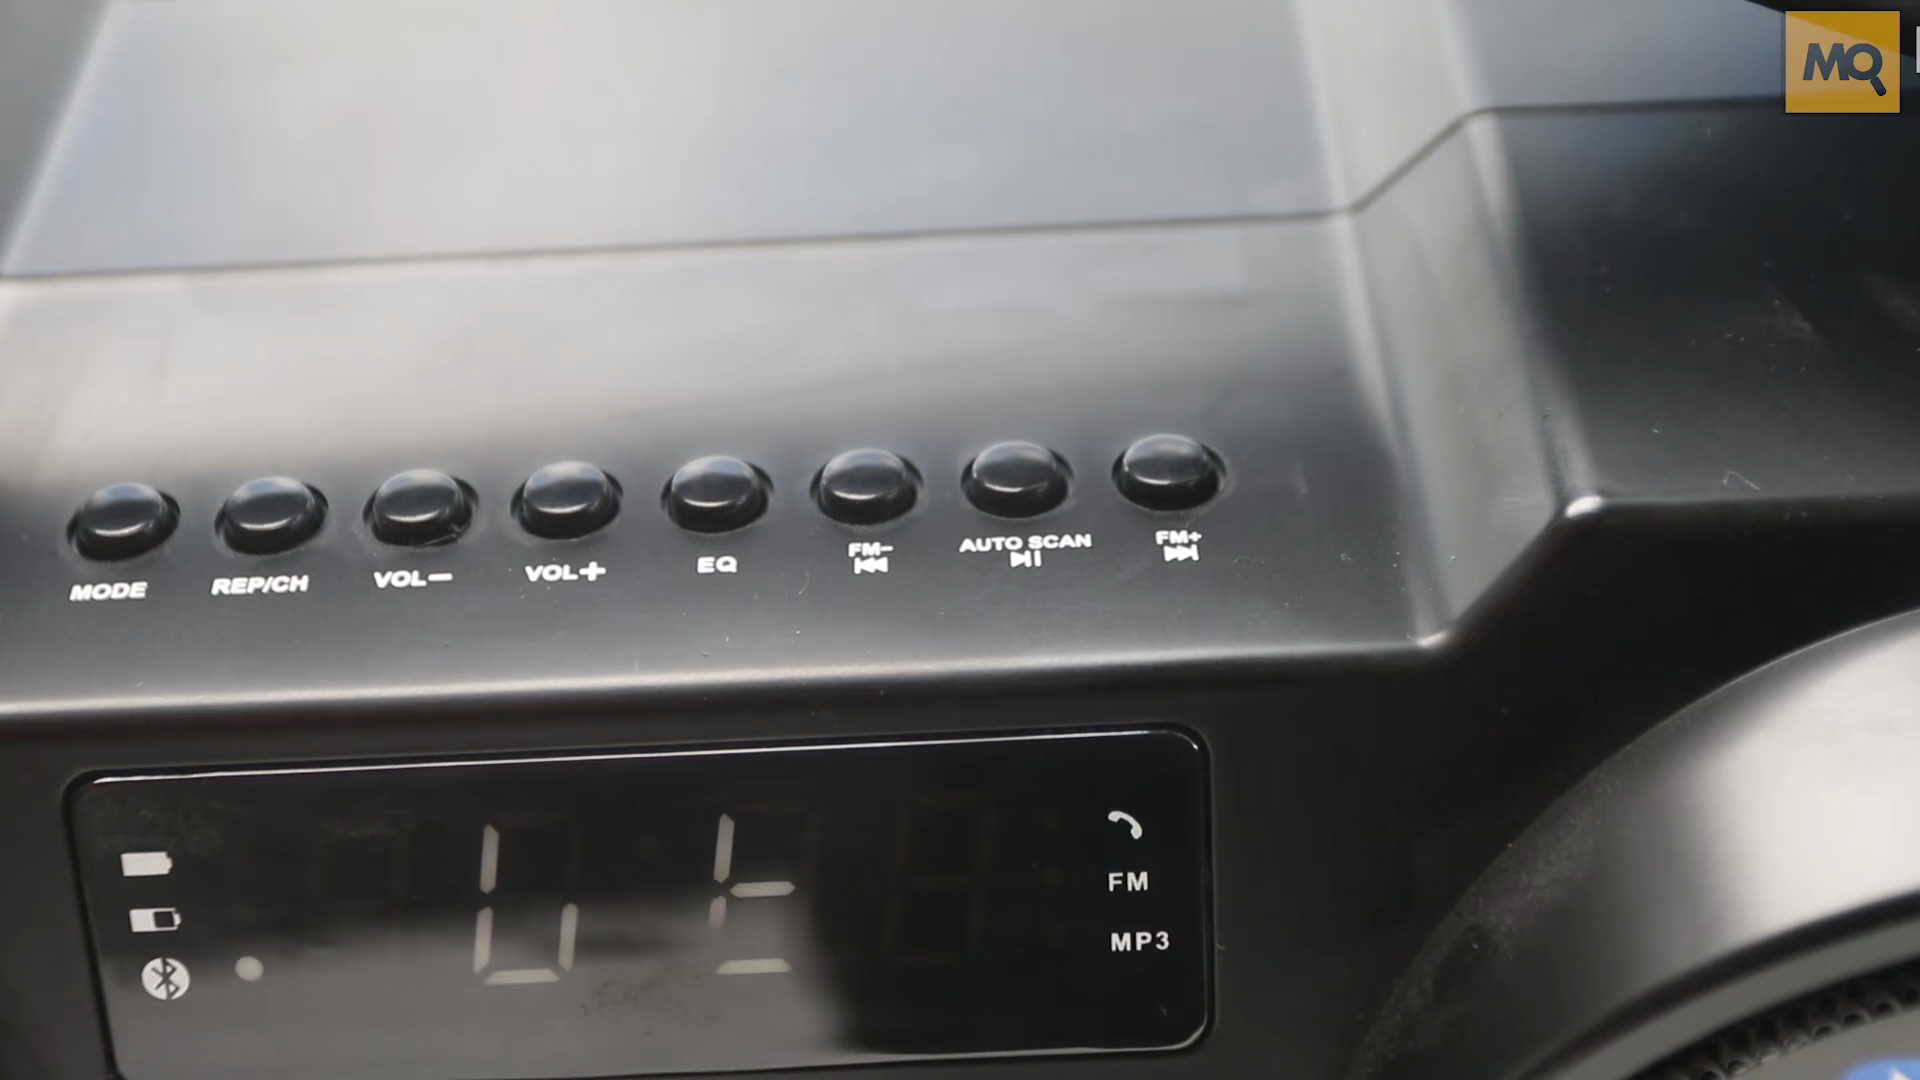 MQ
MODE
REP/CH
VOL−
VOL+
EQ
FM−
AUTO SCAN
FM+
FM
MP3